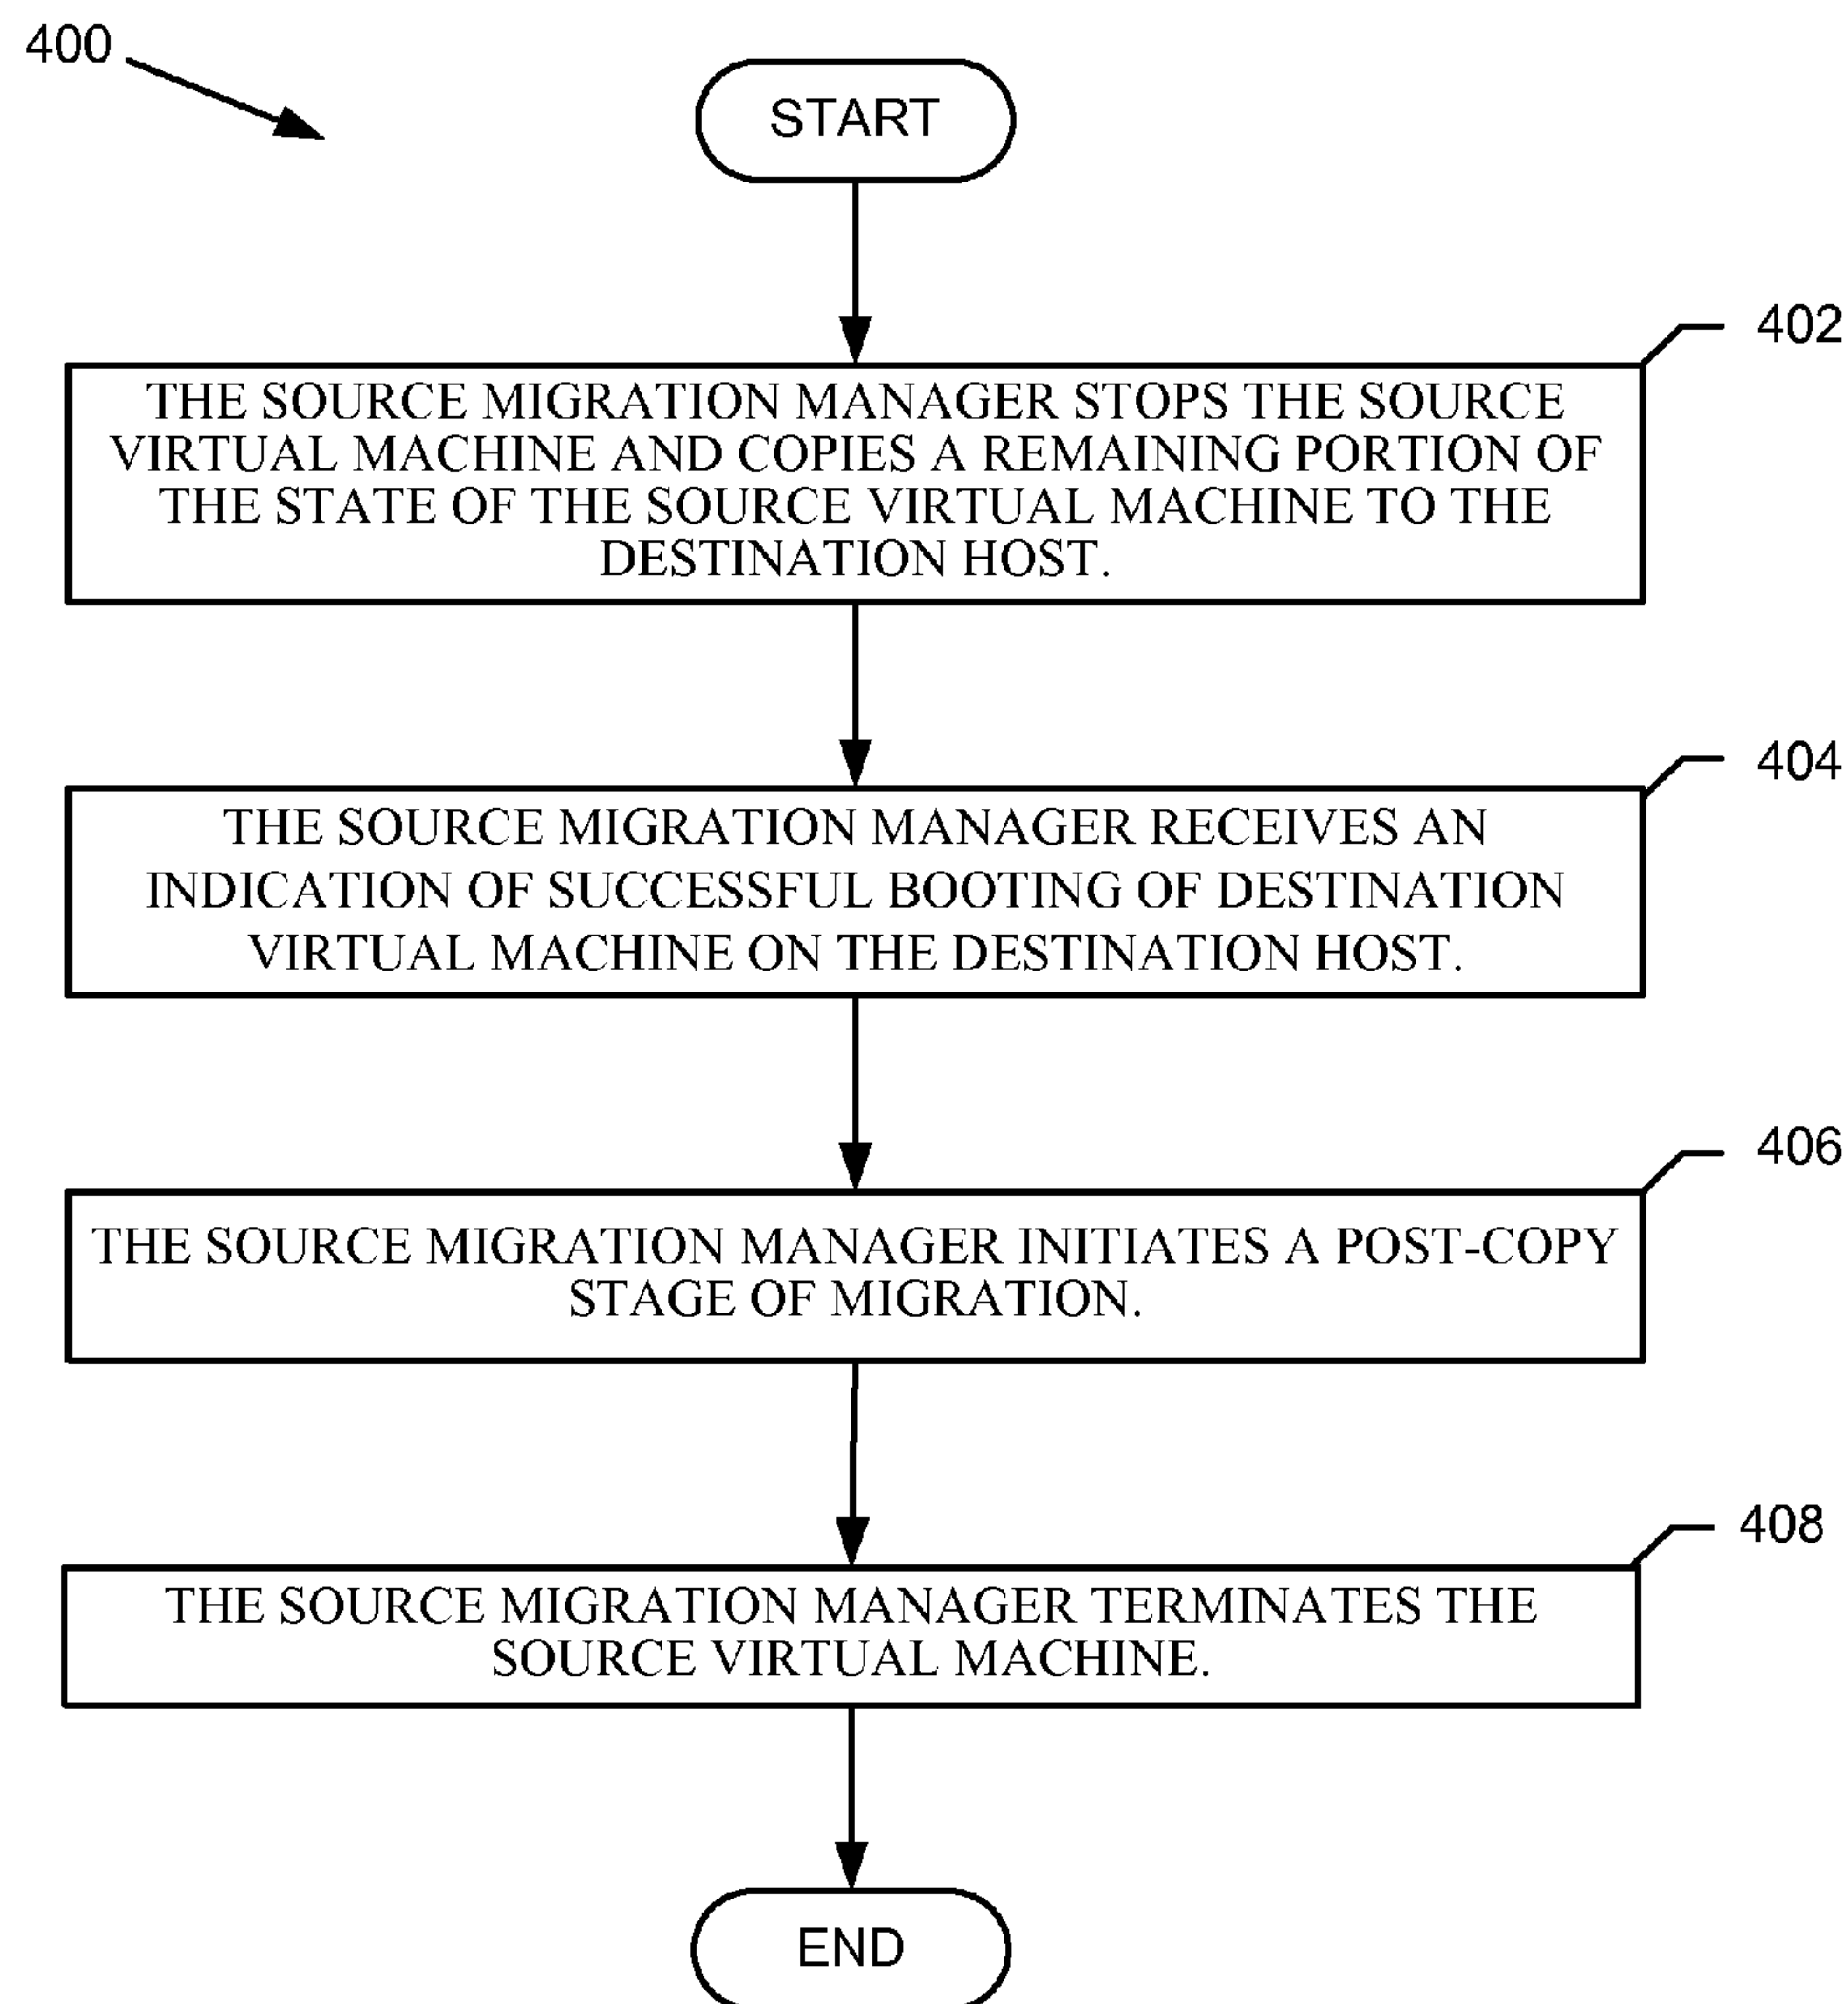 400
START
402
THE SOURCE MIGRATION MANAGER STOPS THE SOURCE
VIRTUAL MACHINE AND COPIES A REMAINING PORTION OF
THE STATE OF THE SOURCE VIRTUAL MACHINE TO THE
DESTINATION HOST.
404
THE SOURCE MIGRATION MANAGER RECEIVES AN
INDICATION OF SUCCESSFUL BOOTING OF DESTINATION
VIRTUAL MACHINE ON THE DESTINATION HOST.
406
THE SOURCE MIGRATION MANAGER INITIATES A POST-COPY
STAGE OF MIGRATION.
408
THE SOURCE MIGRATION MANAGER TERMINATES THE
SOURCE VIRTUAL MACHINE.
END